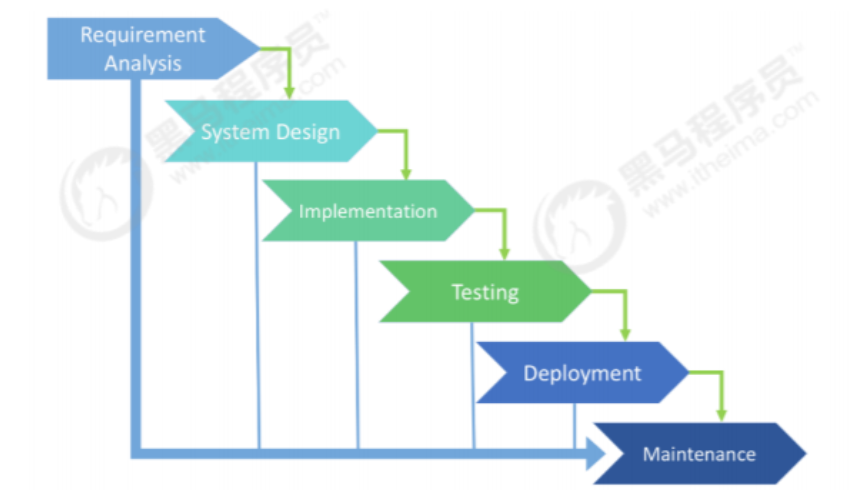 Requirement
Analysis
System Design
Implementation
Testing
Deployment
Maintenance
黑马程序员™
www.itheima.com
黑马程序员™
www.itheima.com